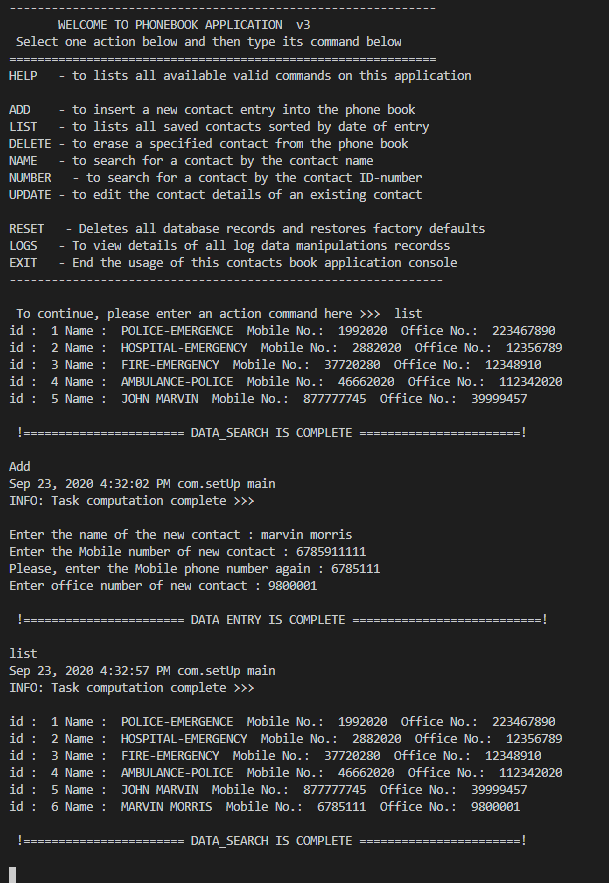 -------------------------------------------------------------
WELCOME TO PHONEBOOK APPLICATION  v3
Select one action below and then type its command below
=============================================================
HELP   - to lists all available valid commands on this application
ADD    - to insert a new contact entry into the phone book
LIST   - to lists all saved contacts sorted by date of entry
DELETE - to erase a specified contact from the phone book
NAME   - to search for a contact by the contact name
NUMBER   - to search for a contact by the contact ID-number
UPDATE - to edit the contact details of an existing contact
RESET   - Deletes all database records and restores factory defaults
LOGS   - To view details of all log data manipulations recordss
EXIT   - End the usage of this contacts book application console
--------------------------------------------------------------
To continue, please enter an action command here >>>  list
id :  1 Name :  POLICE-EMERGENCE  Mobile No.:  1992020  Office No.:  223467890
id :  2 Name :  HOSPITAL-EMERGENCY  Mobile No.:  2882020  Office No.:  12356789
id :  3 Name :  FIRE-EMERGENCY  Mobile No.:  37720280  Office No.:  12348910
id :  4 Name :  AMBULANCE-POLICE  Mobile No.:  46662020  Office No.:  112342020
id :  5 Name :  JOHN MARVIN  Mobile No.:  877777745  Office No.:  39999457
!======================= DATA_SEARCH IS COMPLETE =======================!
Add
Sep 23, 2020 4:32:02 PM com.setUp main
INFO: Task computation complete >>>
Enter the name of the new contact : marvin morris
Enter the Mobile number of new contact : 6785911111
Please, enter the Mobile phone number again : 6785111
Enter office number of new contact : 9800001
!======================= DATA ENTRY IS COMPLETE ===========================!
list
Sep 23, 2020 4:32:57 PM com.setUp main
INFO: Task computation complete >>>
id :  1 Name :  POLICE-EMERGENCE  Mobile No.:  1992020  Office No.:  223467890
id :  2 Name :  HOSPITAL-EMERGENCY  Mobile No.:  2882020  Office No.:  12356789
id :  3 Name :  FIRE-EMERGENCY  Mobile No.:  37720280  Office No.:  12348910
id :  4 Name :  AMBULANCE-POLICE  Mobile No.:  46662020  Office No.:  112342020
id :  5 Name :  JOHN MARVIN  Mobile No.:  877777745  Office No.:  39999457
id :  6 Name :  MARVIN MORRIS  Mobile No.:  6785111  Office No.:  9800001
!======================= DATA_SEARCH IS COMPLETE =======================!